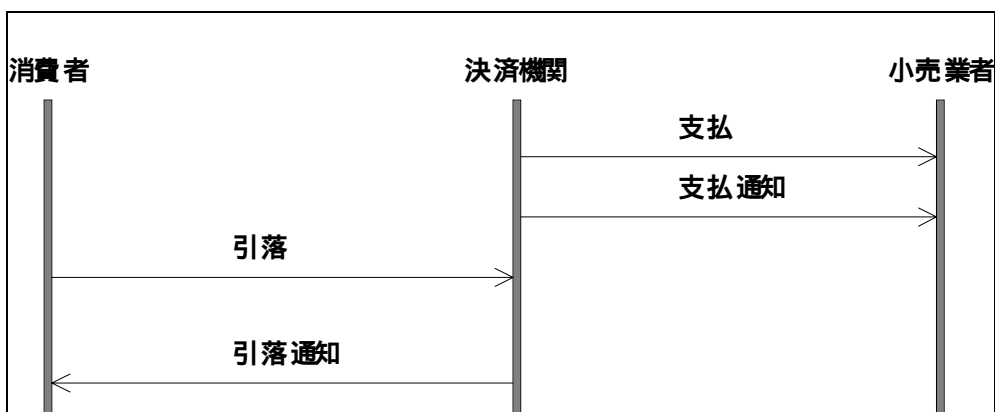 消費者 決済機関 小売業者
支払
支払通知
引落
引落通知